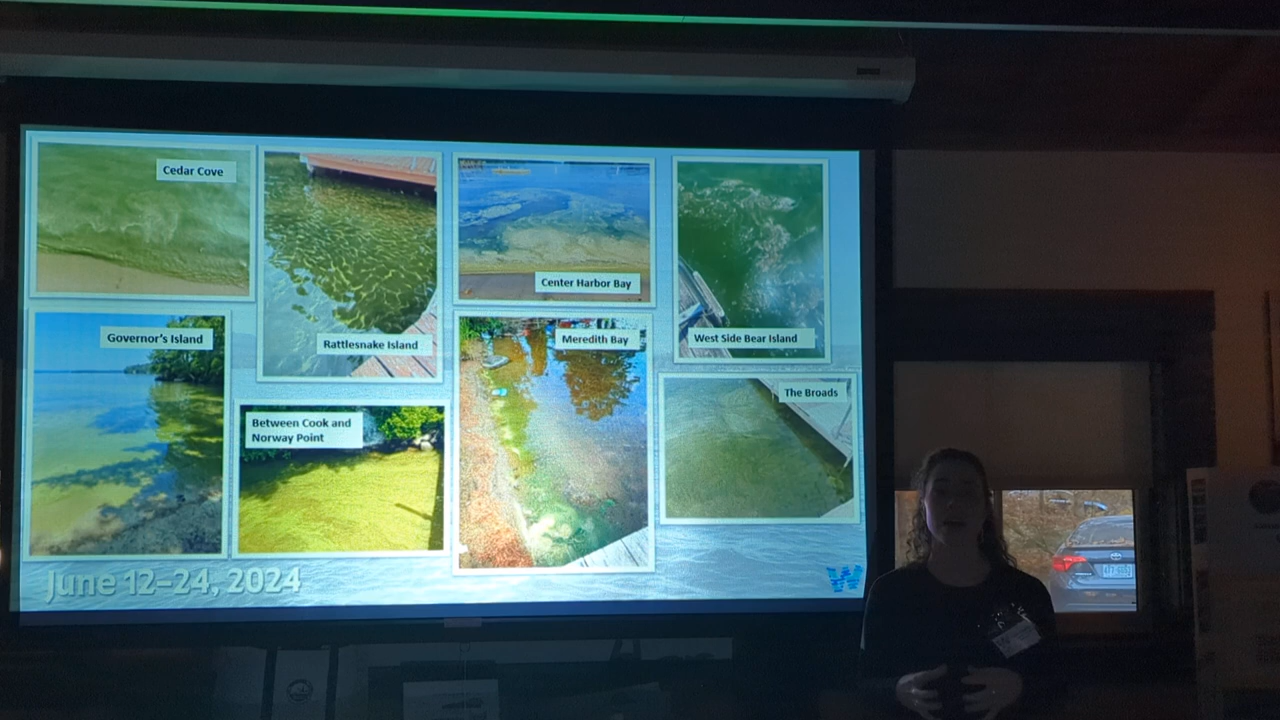 Cedar Cove
Rattlesnake Island
Center Harbor Bay
West Side Bear Island
Governor's Island
Between Cook and
Norway Point
Meredith Bay
The Broads
June 12–24, 2024
W